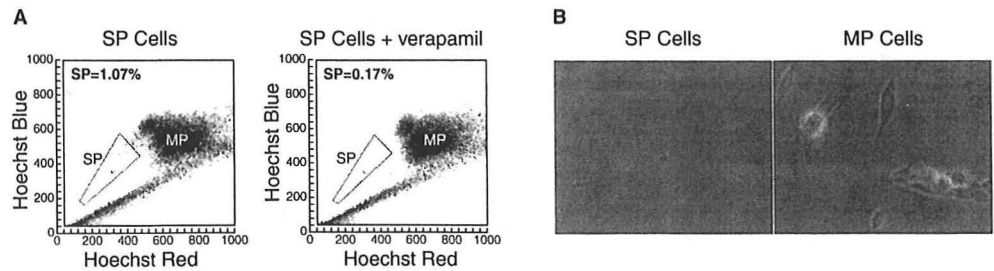 A
SP Cells
SP=1.07%
MP
SP
Hoechst Blue
1000
800
600
400
200
0
0 200 400 600 800 1000
Hoechst Red
SP Cells + verapamil
SP=0.17%
MP
SP
Hoechst Blue
1000
800
600
400
200
0
0 200 400 600 800 1000
Hoechst Red
B
SP Cells
MP Cells